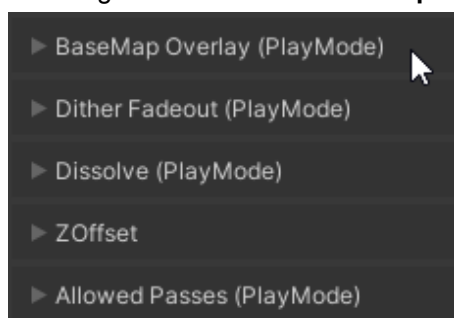 BaseMap Overlay (PlayMode)
Dither Fadeout (PlayMode)
Dissolve (PlayMode)
ZOffset
Allowed Passes (PlayMode)